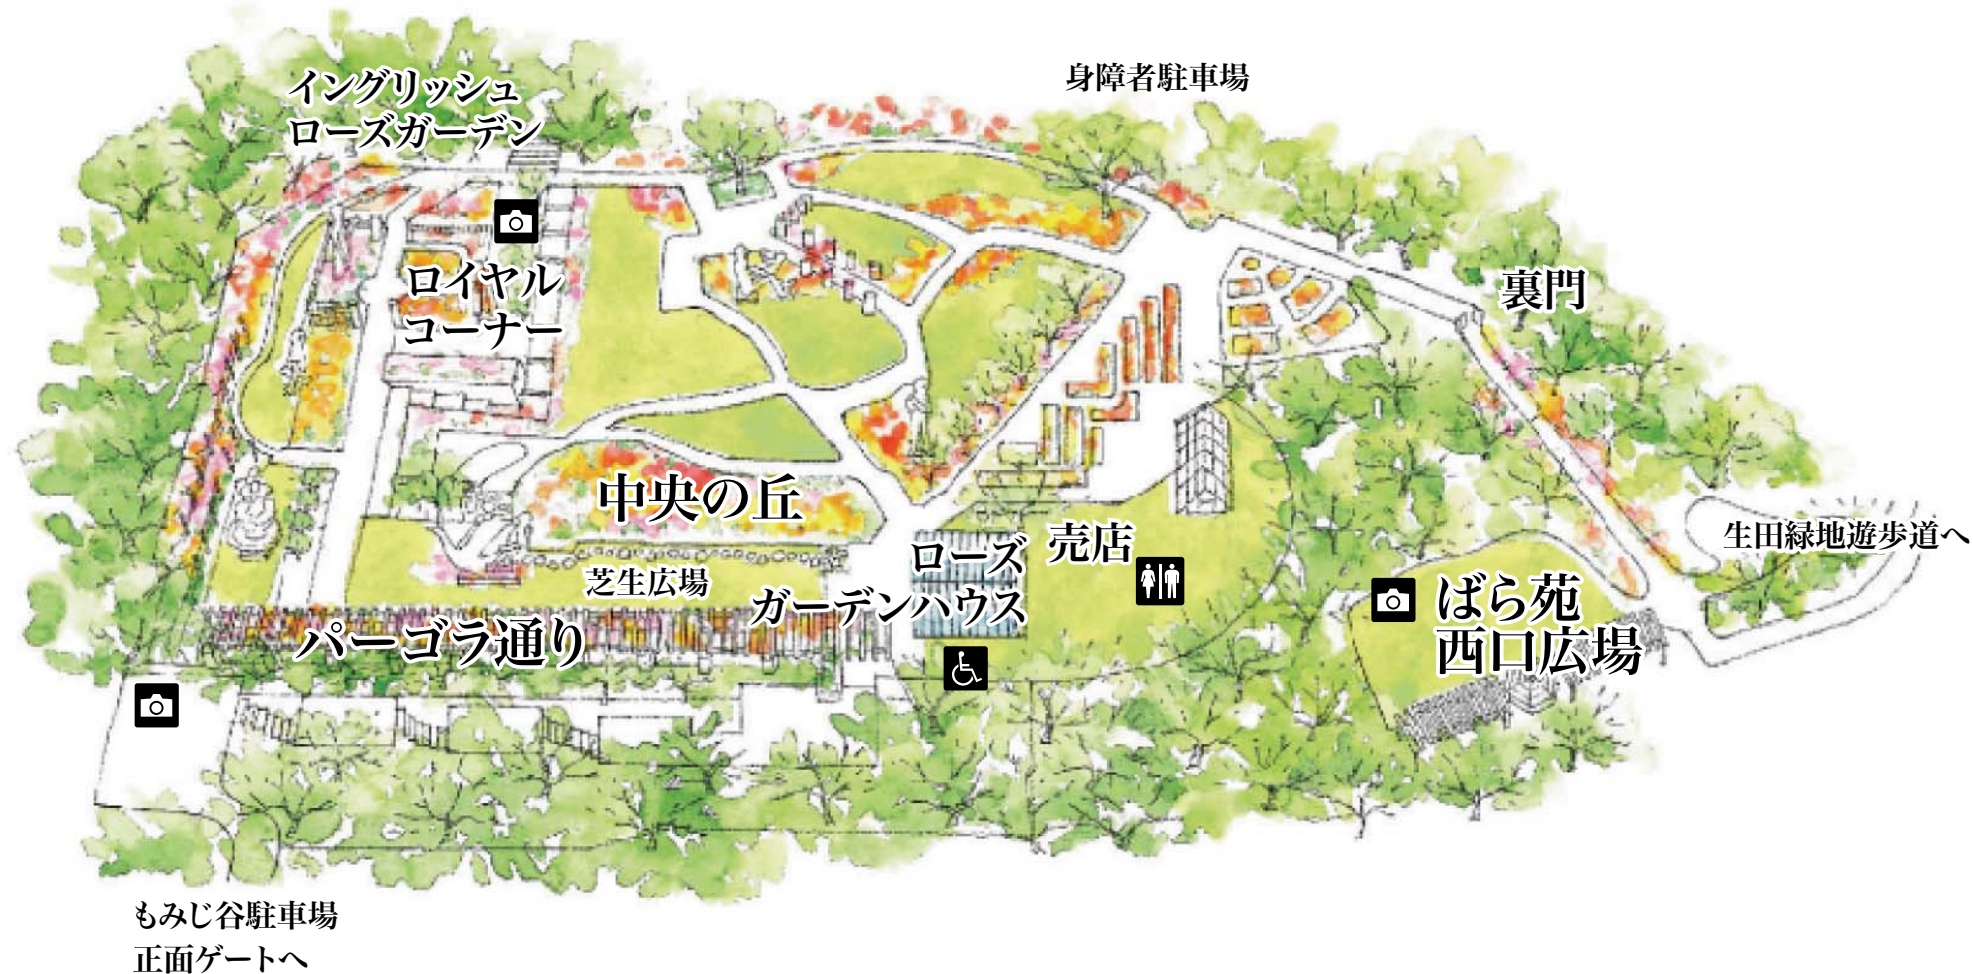 イングリッシュ
ローズガーデン
身障者駐車場
ロイヤル
コーナー
裏門
中央の丘
ローズ
ガーデンハウス
売店
生田緑地遊歩道へ
芝生広場
パーゴラ通り
ばら苑
西口広場
もみじ谷駐車場
正面ゲートへ